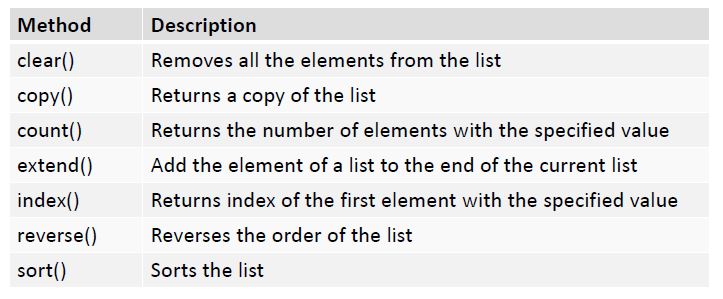 Method Description
clear() Removes all the elements from the list
copy() Returns a copy of the list
count() Returns the number of elements with the specified value
extend() Add the element of a list to the end of the current list
index() Returns index of the first element with the specified value
reverse() Reverses the order of the list
sort() Sorts the list